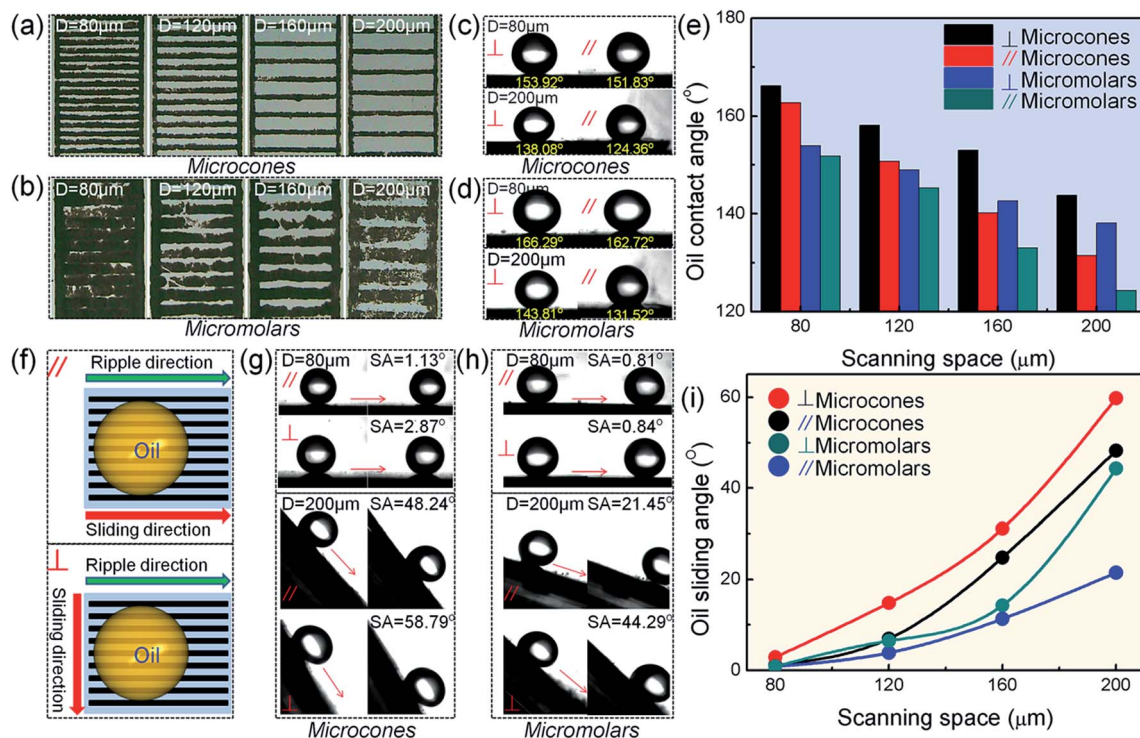 (a)
D=80μm D=120μm D=160μm D=200μm
Microcones
(b)
D=80μm D=120μm D=160μm D=200μm
Micromolars
(c)
D=80μm
⊥ //
153.92° 151.83°
D=200μm
⊥ //
138.08° 124.36°
Microcones
(d)
D=80μm
⊥ //
166.29° 162.72°
D=200μm
⊥ //
143.81° 131.52°
Micromolars
(e)
Oil contact angle (°)
160
140
120
⊥ Microcones
// Microcones
⊥ Micromolars
// Micromolars
80 120 160 200
Scanning space (μm)
(f)
//
Ripple direction
Oil
Sliding direction
⊥
Ripple direction
Sliding direction
Oil
(g)
D=80μm SA=1.13°
//
SA=2.87°
⊥
D=200μm SA=48.24°
//
SA=58.79°
⊥
Microcones
(h)
D=80μm SA=0.81°
//
SA=0.84°
⊥
D=200μm SA=21.45°
//
SA=44.29°
⊥
Micromolars
(i)
Oil sliding angle (°)
60
40
20
0
⊥ Microcones
// Microcones
⊥ Micromolars
// Micromolars
80 120 160 200
Scanning space (μm)